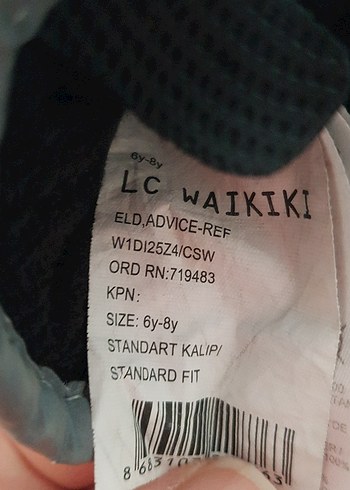 6y-8y
LC WAIKIKI
ELD,ADVICE-REF
W1DI25Z4/CSW
ORD RN:719483
KPN:
SIZE: 6y-8y
STANDART KALIP/
STANDARD FIT